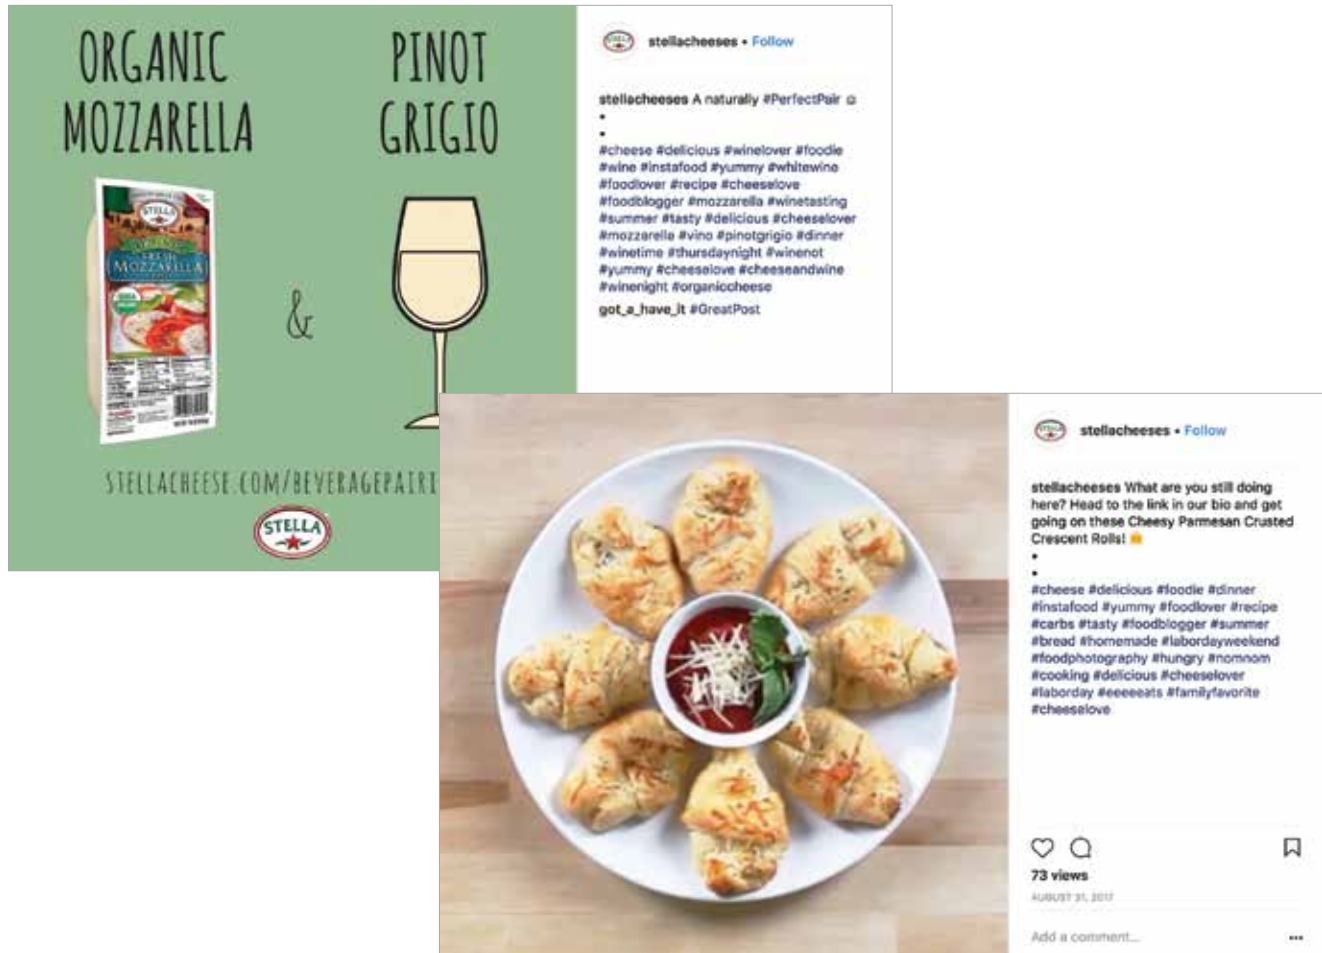 ORGANIC
MOZZARELLA
PINOT
GRIGIO
STELLA
FRESH
MOZZARELLA
USDA
&
STELLACHEESE.COM/BEVERAGEPAIRI
STELLA
stellacheeses • Follow
stellacheeses A naturally #PerfectPair
•
•
#cheese #delicious #winelover #foodie
#wine #instafood #yummy #whitewine
#foodlover #recipe #cheeselove
#foodblogger #mozzarella #winetasting
#summer #tasty #delicious #cheeselover
#mozzarella #vino #pinotgrigio #dinner
#winetime #thursdaynight #winenot
#yummy #cheeselove #cheeseandwine
#winenight #organiccheese
got_a_have_it #GreatPost
STELLA
stellacheeses • Follow
stellacheeses What are you still doing
here? Head to the link in our bio and get
going on these Cheesy Parmesan Crusted
Crescent Rolls!
•
•
#cheese #delicious #foodie #dinner
#instafood #yummy #foodlover #recipe
#carbs #tasty #foodblogger #summer
#bread #homemade #labordayweekend
#foodphotography #hungry #nomnom
#cooking #delicious #cheeselover
#laborday #eeeeeats #familyfavorite
#cheeselove
73 views
AUGUST 31, 2017
Add a comment...